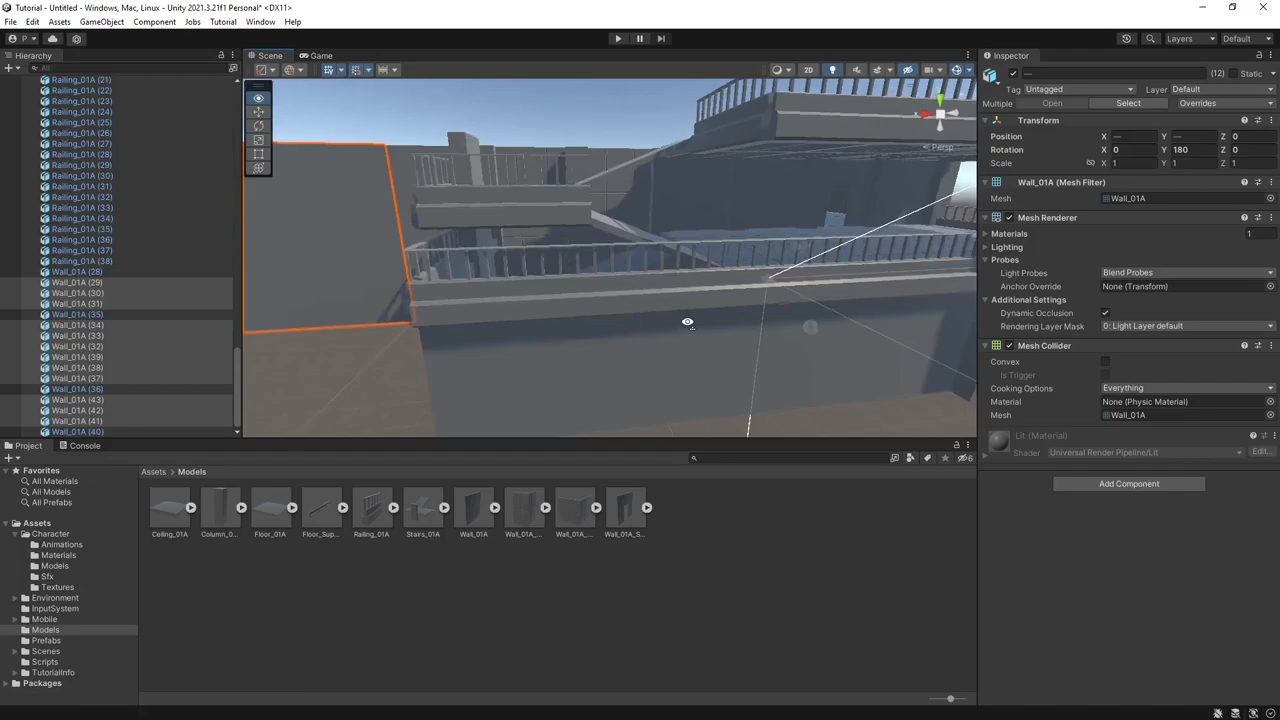 Tutorial - Untitled - Windows, Mac, Linux - Unity 2021.3.21f1 Personal* <DX11>
File Edit Assets GameObject Component Jobs Tutorial Window Help
P Layers Default
Hierarchy
All
Railing_01A (21)
Railing_01A (22)
Railing_01A (23)
Railing_01A (24)
Railing_01A (25)
Railing_01A (26)
Railing_01A (27)
Railing_01A (28)
Railing_01A (29)
Railing_01A (30)
Railing_01A (31)
Railing_01A (32)
Railing_01A (33)
Railing_01A (34)
Railing_01A (35)
Railing_01A (36)
Railing_01A (37)
Railing_01A (38)
Wall_01A (28)
Wall_01A (29)
Wall_01A (30)
Wall_01A (31)
Wall_01A (35)
Wall_01A (34)
Wall_01A (33)
Wall_01A (32)
Wall_01A (39)
Wall_01A (38)
Wall_01A (37)
Wall_01A (36)
Wall_01A (43)
Wall_01A (42)
Wall_01A (41)
Wall_01A (40)
Scene Game
2D
Persp
Inspector
— (12) Static
Tag Untagged Layer Default
Multiple Open Select Overrides
Transform
Position X — Y — Z 0
Rotation X 0 Y 180 Z 0
Scale X 1 Y 1 Z 1
Wall_01A (Mesh Filter)
Mesh Wall_01A
Mesh Renderer
Materials 1
Lighting
Probes
Light Probes Blend Probes
Anchor Override None (Transform)
Additional Settings
Dynamic Occlusion
Rendering Layer Mask 0: Light Layer default
Mesh Collider
Convex
Is Trigger
Cooking Options Everything
Material None (Physic Material)
Mesh Wall_01A
Lit (Material)
Shader Universal Render Pipeline/Lit Edit...
Add Component
Project Console
6
Favorites
All Materials
All Models
All Prefabs
Assets
Character
Animations
Materials
Models
Sfx
Textures
Environment
InputSystem
Mobile
Models
Prefabs
Scenes
Scripts
TutorialInfo
Packages
Assets Models
Ceiling_01A Column_0... Floor_01A Floor_Sup... Railing_01A Stairs_01A Wall_01A Wall_01A_... Wall_01A_... Wall_01A_S...